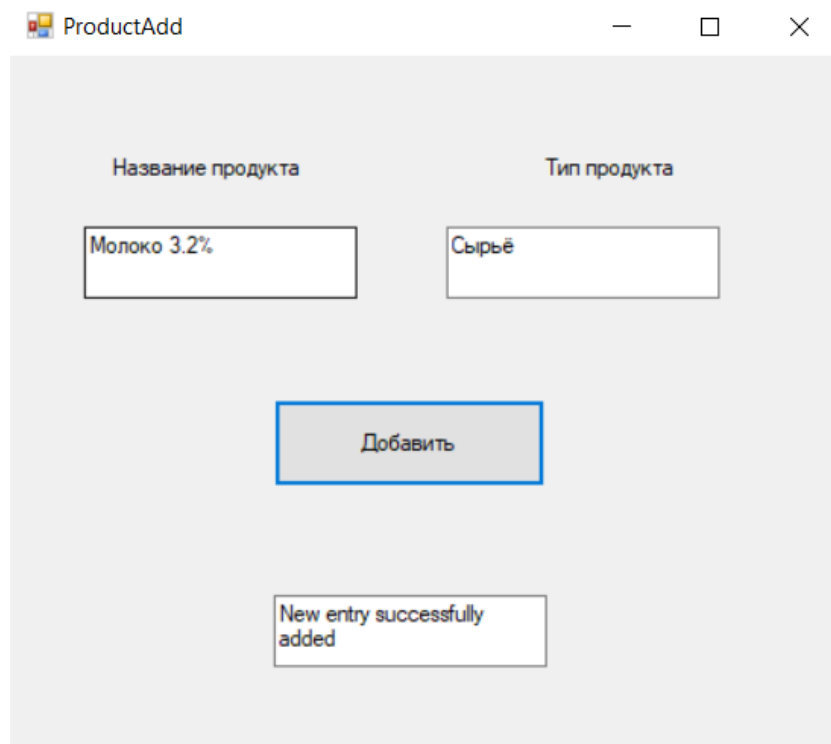 ProductAdd
Название продукта
Тип продукта
Молоко 3.2%
Сырьё
Добавить
New entry successfully
added